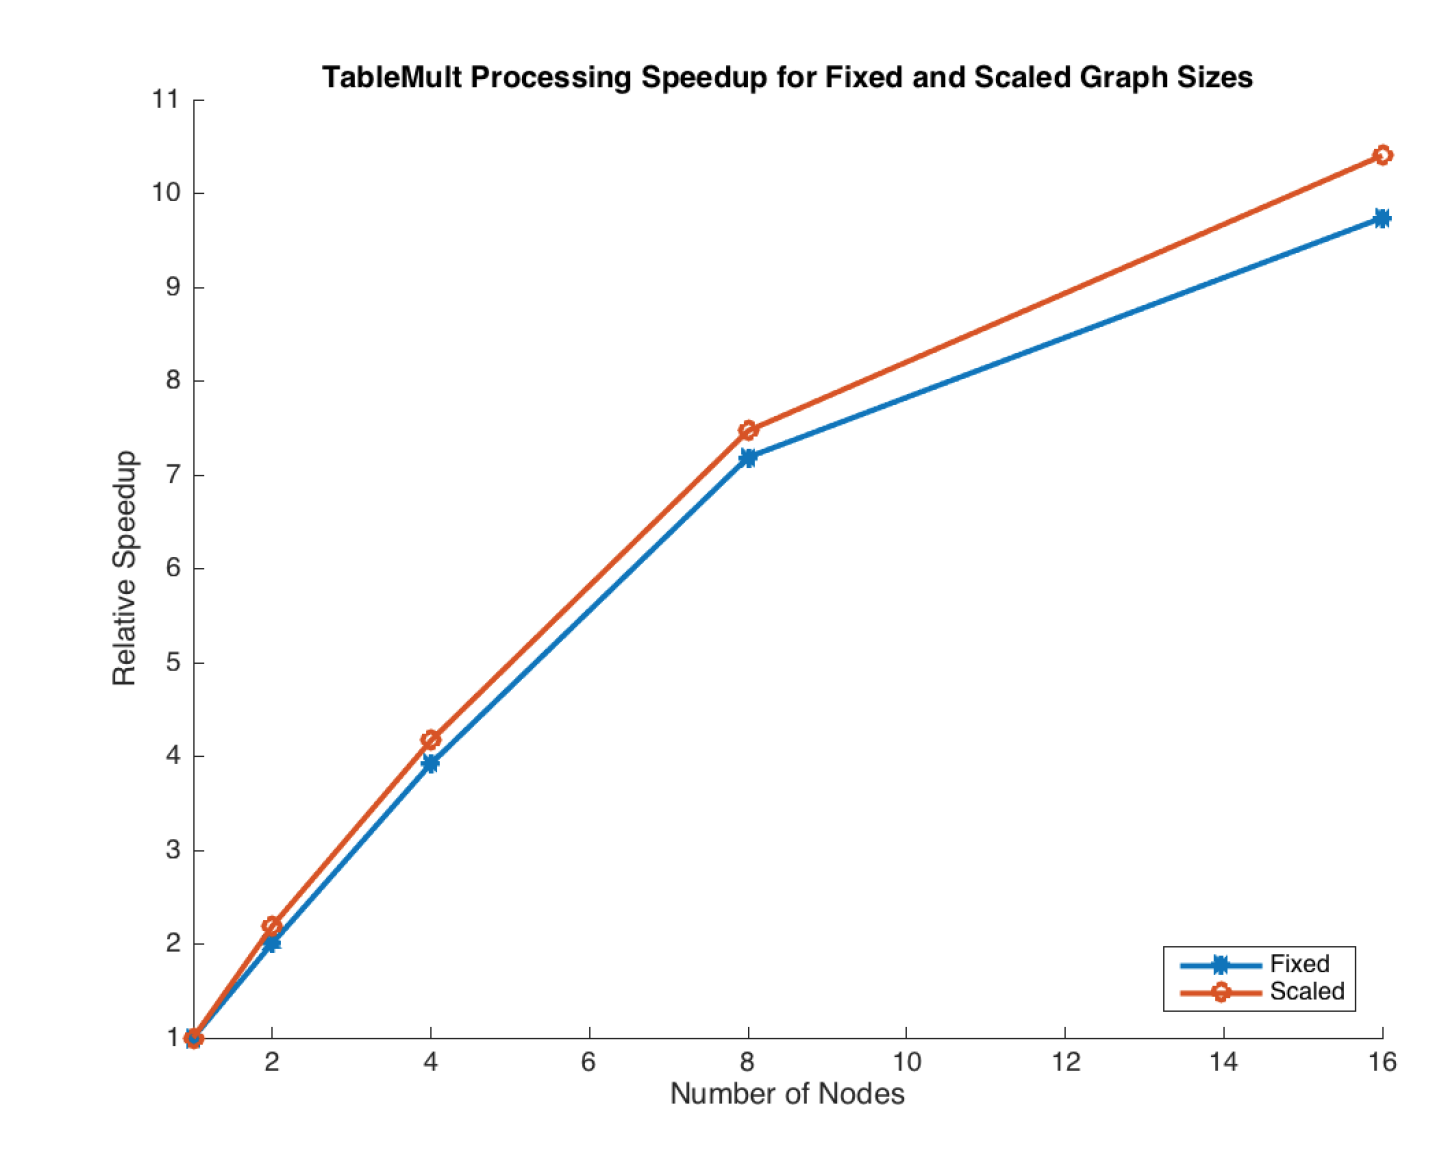 TableMult Processing Speedup for Fixed and Scaled Graph Sizes
11
10
9
8
7
6
5
4
3
2
1
Relative Speedup
2 4 6 8 10 12 14 16
Number of Nodes
Fixed
Scaled